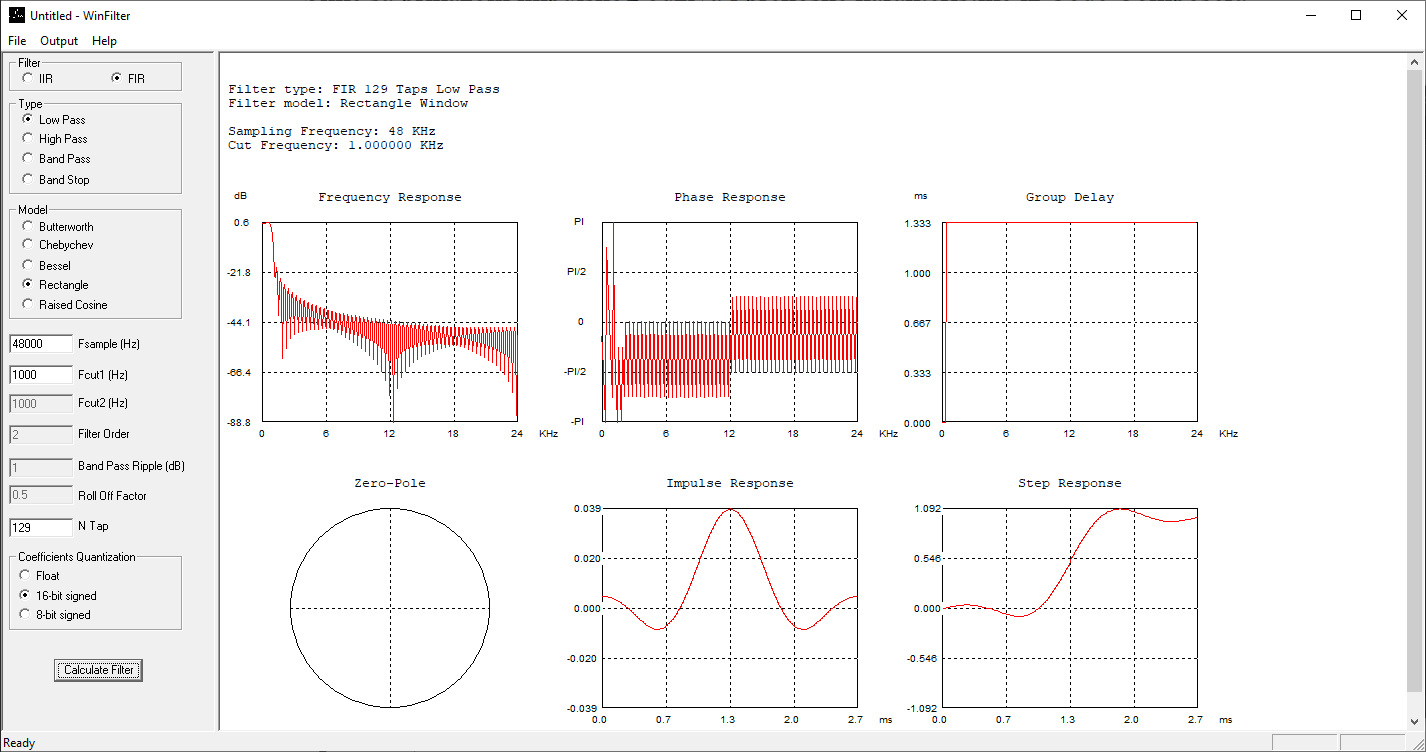 Untitled - WinFilter
File Output Help
Filter
IIR FIR
Type
Low Pass
High Pass
Band Pass
Band Stop
Model
Butterworth
Chebychev
Bessel
Rectangle
Raised Cosine
48000 Fsample (Hz)
1000 Fcut1 (Hz)
1000 Fcut2 (Hz)
2 Filter Order
1 Band Pass Ripple (dB)
0.5 Roll Off Factor
129 N Tap
Coefficients Quantization
Float
16-bit signed
8-bit signed
Calculate Filter
Filter type: FIR 129 Taps Low Pass
Filter model: Rectangle Window
Sampling Frequency: 48 KHz
Cut Frequency: 1.000000 KHz
dB Frequency Response
0.6
-21.8
-44.1
-66.4
-88.8
0 6 12 18 24 KHz
Phase Response
PI
PI/2
0
-PI/2
-PI
0 6 12 18 24 KHz
ms Group Delay
1.333
1.000
0.667
0.333
0.000
0 6 12 18 24 KHz
Zero-Pole
Impulse Response
0.039
0.020
0.000
-0.020
-0.039
0.0 0.7 1.3 2.0 2.7 ms
Step Response
1.092
0.546
0.000
-0.546
-1.092
0.0 0.7 1.3 2.0 2.7 ms
Ready